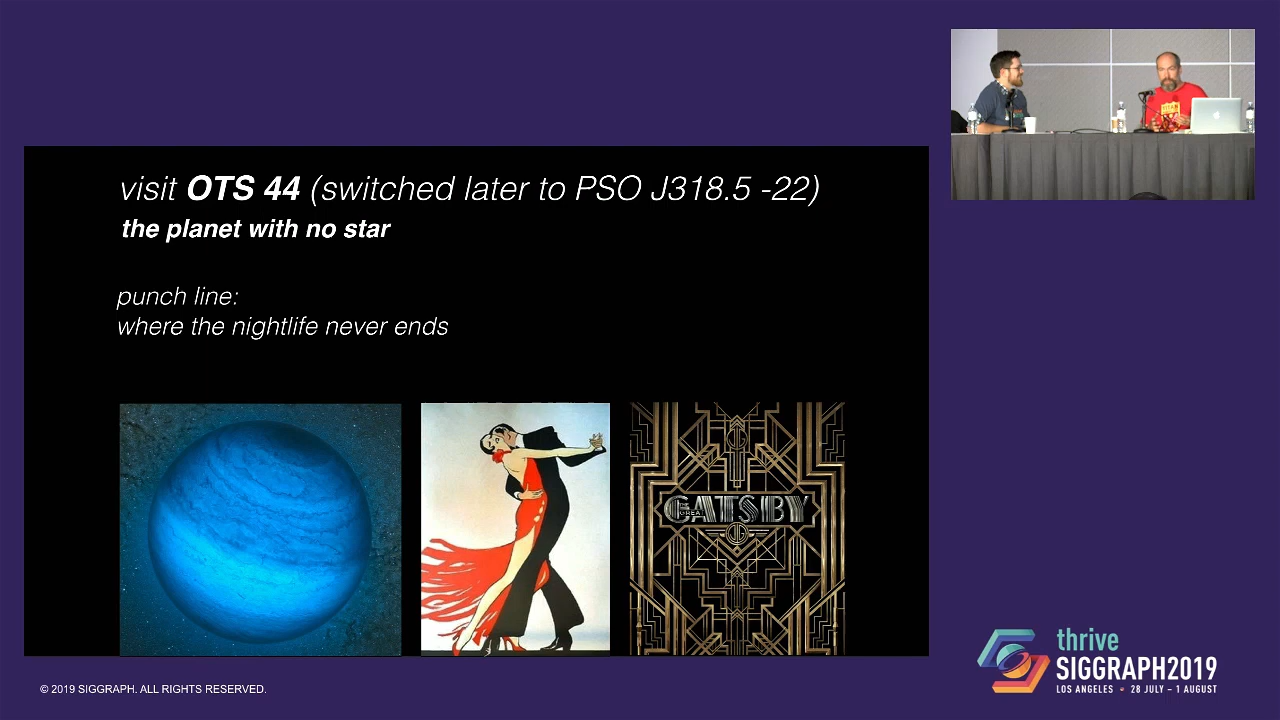 visit OTS 44 (switched later to PSO J318.5 -22)
the planet with no star
punch line:
where the nightlife never ends
THE GREAT
GATSBY
thrive
SIGGRAPH2019
LOS ANGELES • 28 JULY – 1 AUGUST
© 2019 SIGGRAPH. ALL RIGHTS RESERVED.